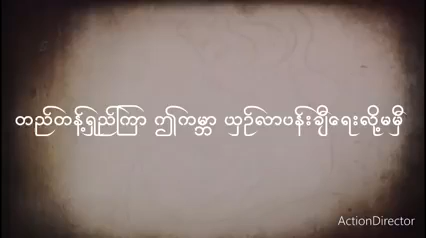 တည်တန့်ရှည်ကြာ ဤကမ္ဘာ ယှဉ်လာပန်းချီရေးလို့မမှီ
ActionDirector